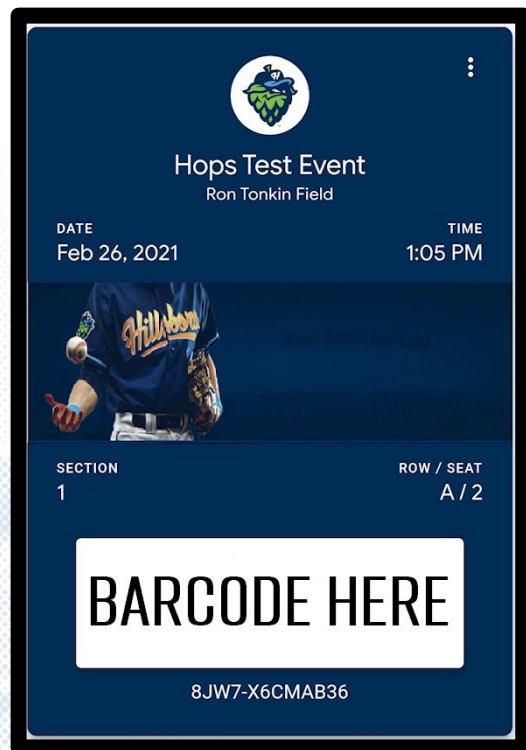 Hops Test Event
Ron Tonkin Field
DATE
TIME
Feb 26, 2021
1:05 PM
Hillsboro
SECTION
ROW / SEAT
1
A / 2
BARCODE HERE
8JW7-X6CMAB36